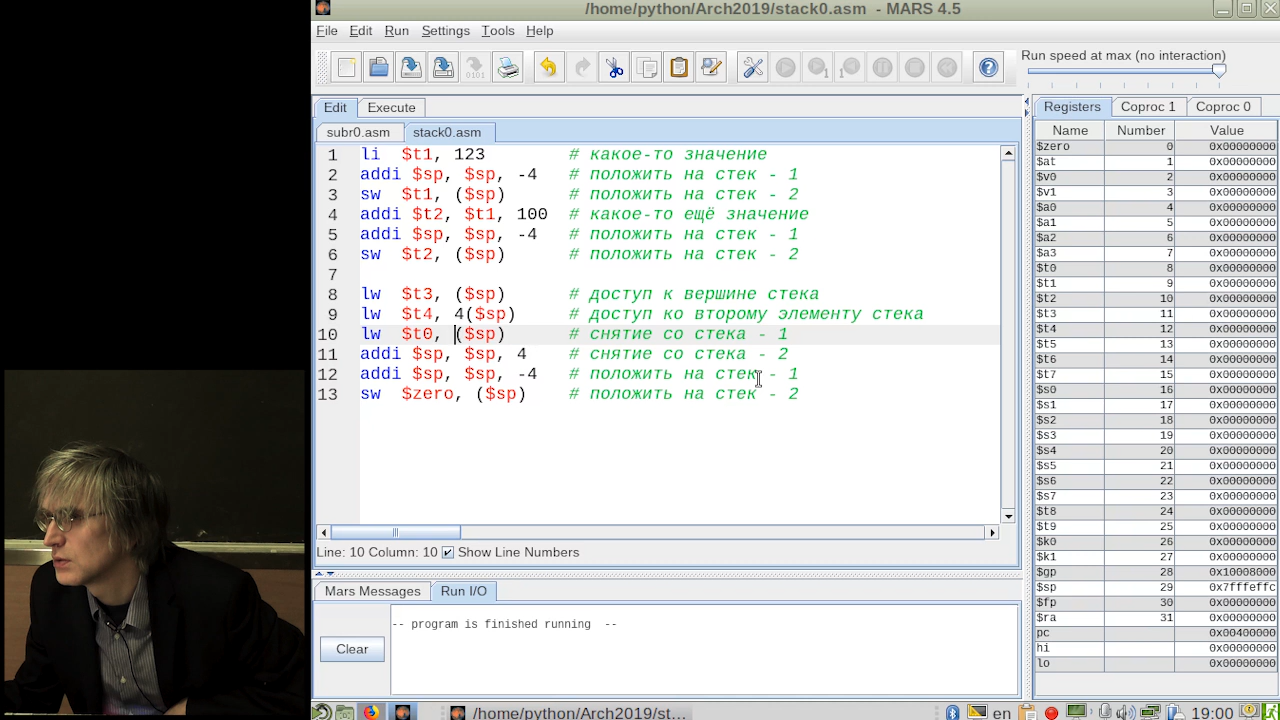 /home/python/Arch2019/stack0.asm  - MARS 4.5
File Edit Run Settings Tools Help
Run speed at max (no interaction)
Edit Execute
Registers Coproc 1 Coproc 0
subr0.asm stack0.asm
Name Number Value
1 li $t1, 123 # какое-то значение
2 addi $sp, $sp, -4 # положить на стек - 1
3 sw $t1, ($sp) # положить на стек - 2
4 addi $t2, $t1, 100 # какое-то ещё значение
5 addi $sp, $sp, -4 # положить на стек - 1
6 sw $t2, ($sp) # положить на стек - 2
7
8 lw $t3, ($sp) # доступ к вершине стека
9 lw $t4, 4($sp) # доступ ко второму элементу стека
10 lw $t0, ($sp) # снятие со стека - 1
11 addi $sp, $sp, 4 # снятие со стека - 2
12 addi $sp, $sp, -4 # положить на стек - 1
13 sw $zero, ($sp) # положить на стек - 2
Line: 10 Column: 10 Show Line Numbers
Mars Messages Run I/O
-- program is finished running --
Clear
$zero 0 0x00000000
$at 1 0x00000000
$v0 2 0x00000000
$v1 3 0x00000000
$a0 4 0x00000000
$a1 5 0x00000000
$a2 6 0x00000000
$a3 7 0x00000000
$t0 8 0x00000000
$t1 9 0x00000000
$t2 10 0x00000000
$t3 11 0x00000000
$t4 12 0x00000000
$t5 13 0x00000000
$t6 14 0x00000000
$t7 15 0x00000000
$s0 16 0x00000000
$s1 17 0x00000000
$s2 18 0x00000000
$s3 19 0x00000000
$s4 20 0x00000000
$s5 21 0x00000000
$s6 22 0x00000000
$s7 23 0x00000000
$t8 24 0x00000000
$t9 25 0x00000000
$k0 26 0x00000000
$k1 27 0x00000000
$gp 28 0x10008000
$sp 29 0x7fffeffc
$fp 30 0x00000000
$ra 31 0x00000000
pc 0x00400000
hi 0x00000000
lo 0x00000000
/home/python/Arch2019/st... en 19:00